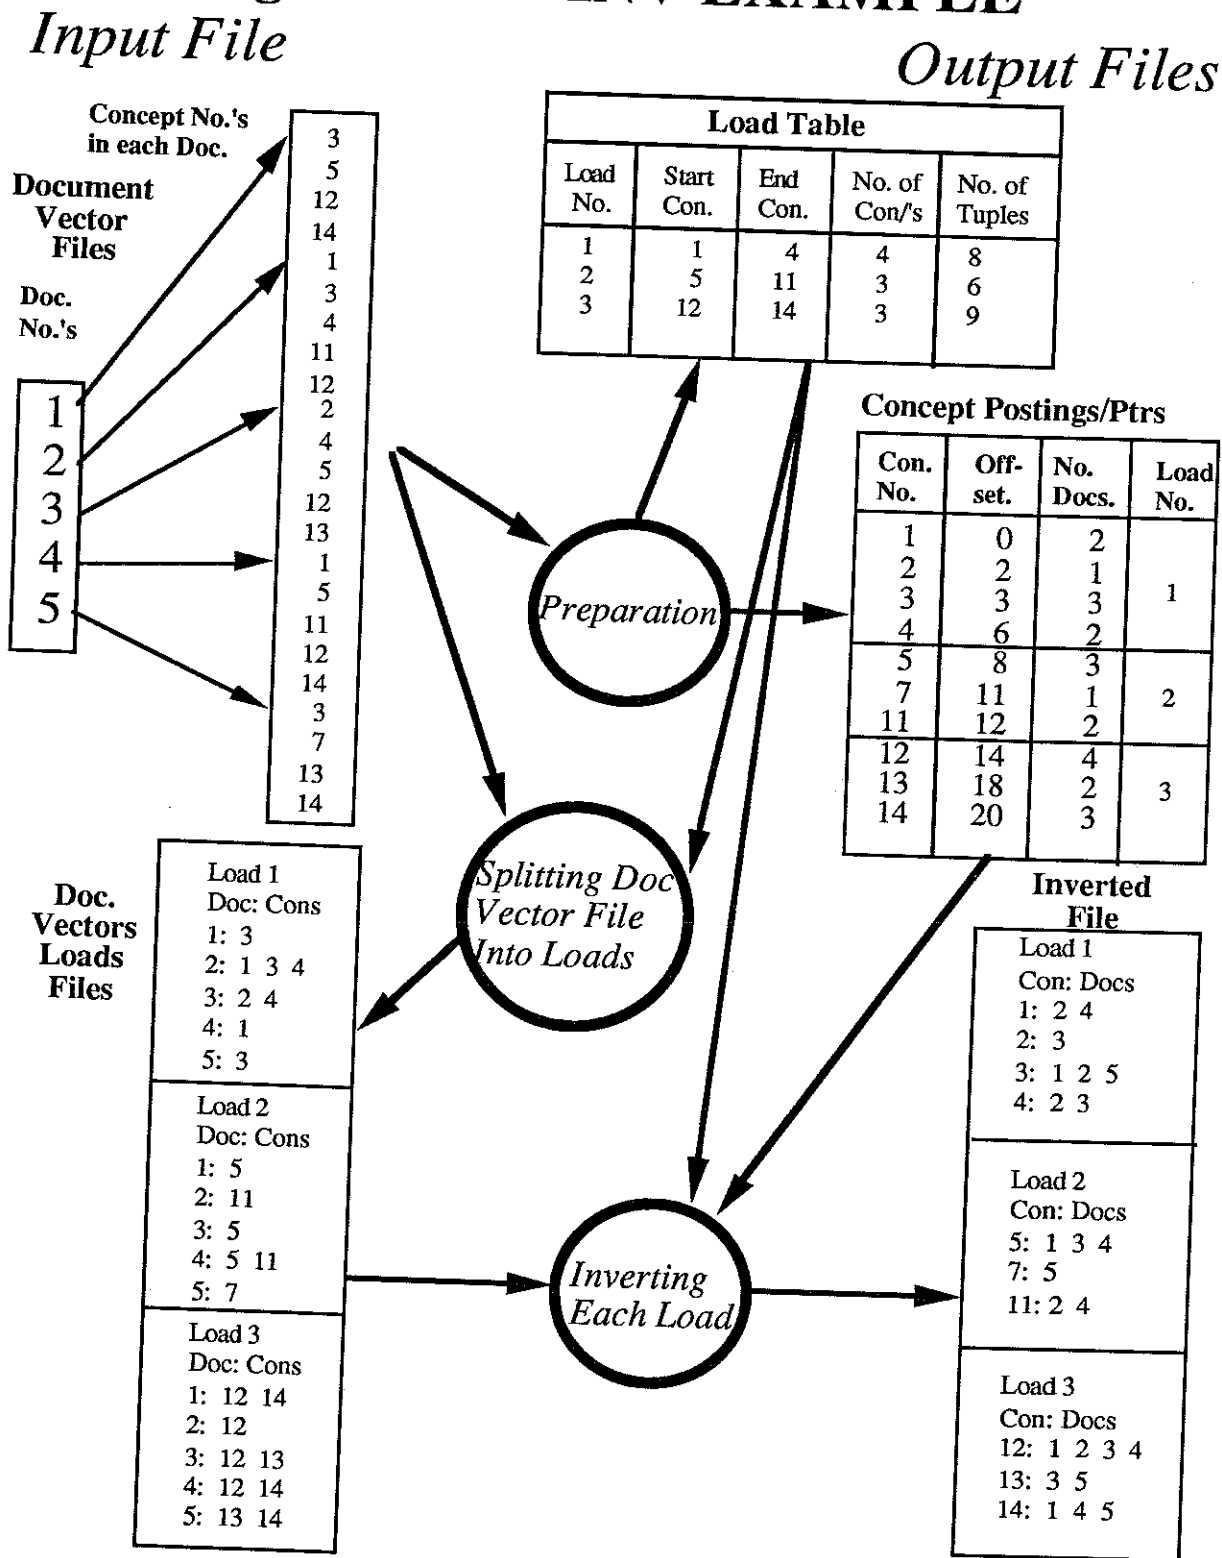 INV EXAMPLE
Input File
Output Files
Concept No.'s
in each Doc.
Document
Vector
Files
Doc.
No.'s
1
2
3
4
5
3
5
12
14
1
3
4
11
12
2
4
5
12
13
1
5
11
12
14
3
7
13
14
Load Table
Load No. Start Con. End Con. No. of Con/'s No. of Tuples
1 1 4 4 8
2 5 11 3 6
3 12 14 3 9
Concept Postings/Ptrs
Con. No. Off-set. No. Docs. Load No.
1 0 2
2 2 1
3 3 3 1
4 6 2
5 8 3
7 11 1 2
11 12 2
12 14 4
13 18 2 3
14 20 3
Preparation
Splitting Doc
Vector File
Into Loads
Doc.
Vectors
Loads
Files
Load 1
Doc: Cons
1: 3
2: 1 3 4
3: 2 4
4: 1
5: 3
Load 2
Doc: Cons
1: 5
2: 11
3: 5
4: 5 11
5: 7
Load 3
Doc: Cons
1: 12 14
2: 12
3: 12 13
4: 12 14
5: 13 14
Inverting
Each Load
Inverted
File
Load 1
Con: Docs
1: 2 4
2: 3
3: 1 2 5
4: 2 3
Load 2
Con: Docs
5: 1 3 4
7: 5
11: 2 4
Load 3
Con: Docs
12: 1 2 3 4
13: 3 5
14: 1 4 5